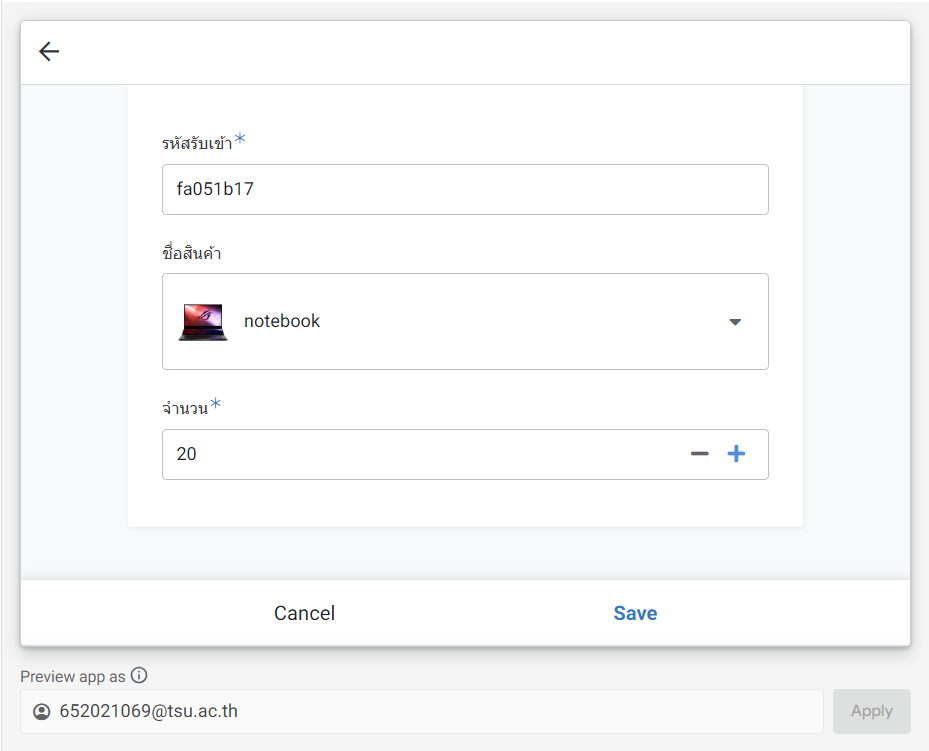 รหัสรับเข้า*
fa051b17
ชื่อสินค้า
notebook
จำนวน*
20
Cancel Save
Preview app as
652021069@tsu.ac.th Apply